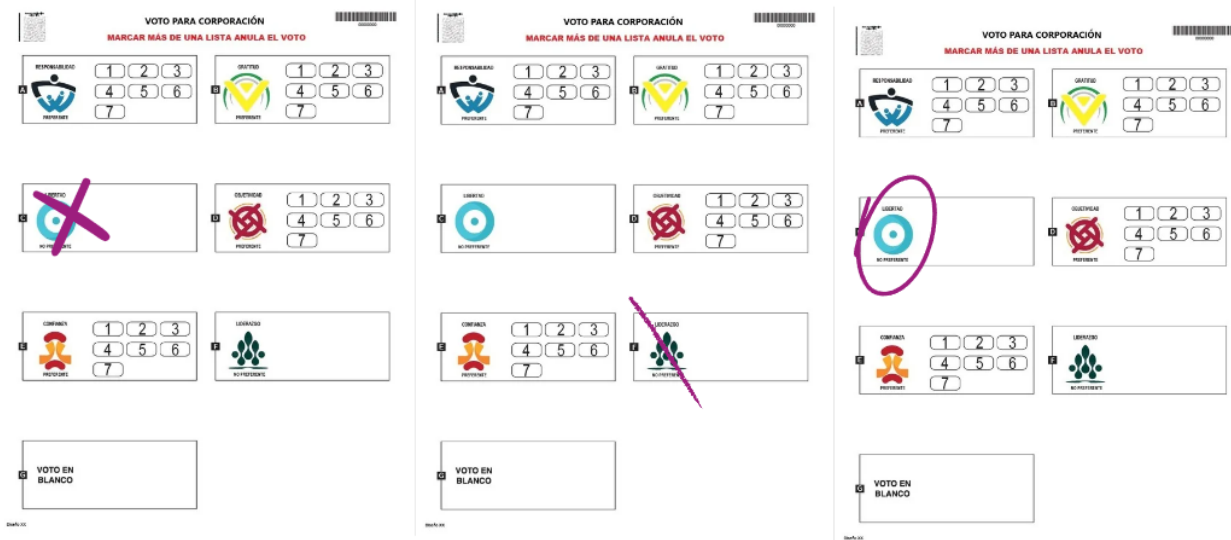 VOTO PARA CORPORACIÓN
MARCAR MÁS DE UNA LISTA ANULA EL VOTO
A
RESPONSABILIDAD
PREFERENTE
1 2 3
4 5 6
7
B
GRATITUD
PREFERENTE
1 2 3
4 5 6
7
C
LIBERTAD
NO PREFERENTE
D
OBJETIVIDAD
PREFERENTE
1 2 3
4 5 6
7
E
CONFIANZA
PREFERENTE
1 2 3
4 5 6
7
F
LIDERAZGO
NO PREFERENTE
G
VOTO EN
BLANCO
VOTO PARA CORPORACIÓN
MARCAR MÁS DE UNA LISTA ANULA EL VOTO
A
RESPONSABILIDAD
PREFERENTE
1 2 3
4 5 6
7
B
GRATITUD
PREFERENTE
1 2 3
4 5 6
7
C
LIBERTAD
NO PREFERENTE
D
OBJETIVIDAD
PREFERENTE
1 2 3
4 5 6
7
E
CONFIANZA
PREFERENTE
1 2 3
4 5 6
7
F
LIDERAZGO
NO PREFERENTE
G
VOTO EN
BLANCO
VOTO PARA CORPORACIÓN
MARCAR MÁS DE UNA LISTA ANULA EL VOTO
A
RESPONSABILIDAD
PREFERENTE
1 2 3
4 5 6
7
B
GRATITUD
PREFERENTE
1 2 3
4 5 6
7
LIBERTAD
NO PREFERENTE
D
OBJETIVIDAD
PREFERENTE
1 2 3
4 5 6
7
E
CONFIANZA
PREFERENTE
1 2 3
4 5 6
7
F
LIDERAZGO
NO PREFERENTE
G
VOTO EN
BLANCO